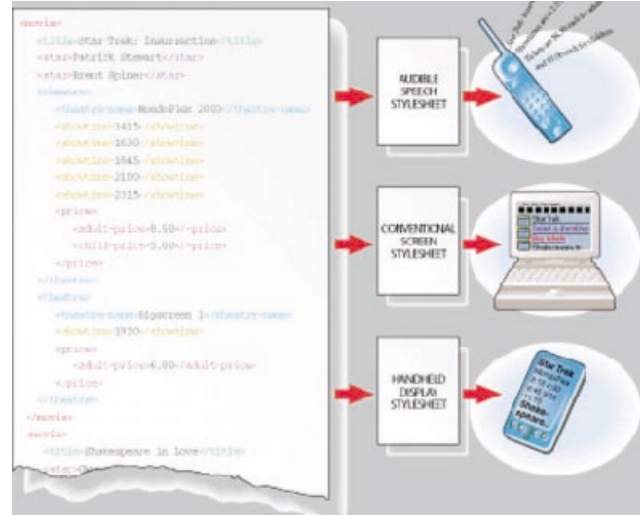 <movie>
<title>Star Trek: Insurrection</title>
<star>Patrick Stewart</star>
<star>Brent Spiner</star>
<theatre>
<theatre-name>MondoPlex 2000</theatre-name>
<showtime>1415</showtime>
<showtime>1630</showtime>
<showtime>1845</showtime>
<showtime>2100</showtime>
<showtime>2315</showtime>
<price>
<adult-price>8.50</adult-price>
<child-price>5.00</child-price>
</price>
</theatre>
<theatre>
<theatre-name>Bigscreen 1</theatre-name>
<showtime>1930</showtime>
<price>
<adult-price>6.00</adult-price>
</price>
</theatre>
</movie>
<movie>
<title>Shakespeare in Love</title>
<star>
AUDIBLE
SPEECH
STYLESHEET
CONVENTIONAL
SCREEN
STYLESHEET
Star Trek
HANDHELD
DISPLAY
STYLESHEET
Star Trek
MondoPlex
Shake-
speare..